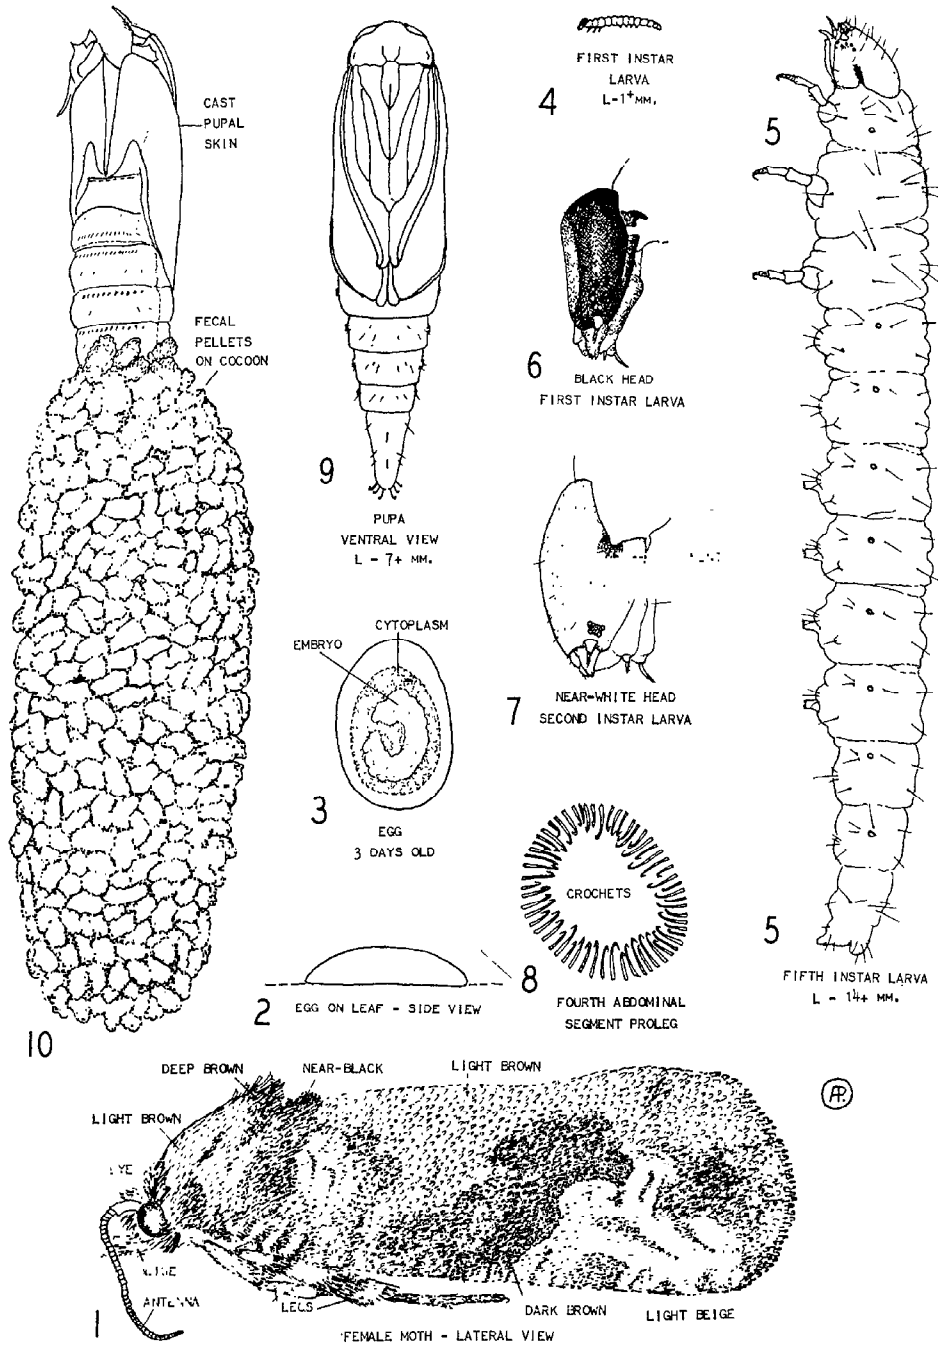 CAST
PUPAL
SKIN
FECAL
PELLETS
ON COCOON
10
9
PUPA
VENTRAL VIEW
L - 7+ MM.
4
FIRST INSTAR
LARVA
L-1+MM.
6
BLACK HEAD
FIRST INSTAR LARVA
7
NEAR-WHITE HEAD
SECOND INSTAR LARVA
5
5
FIFTH INSTAR LARVA
L - 14+ MM.
CYTOPLASM
EMBRYO
3
EGG
3 DAYS OLD
2
EGG ON LEAF - SIDE VIEW
CROCHETS
8
FOURTH ABDOMINAL
SEGMENT PROLEG
DEEP BROWN
NEAR-BLACK
LIGHT BROWN
LIGHT BROWN
ANTENNA
LEGS
DARK BROWN
LIGHT BEIGE
1
FEMALE MOTH - LATERAL VIEW